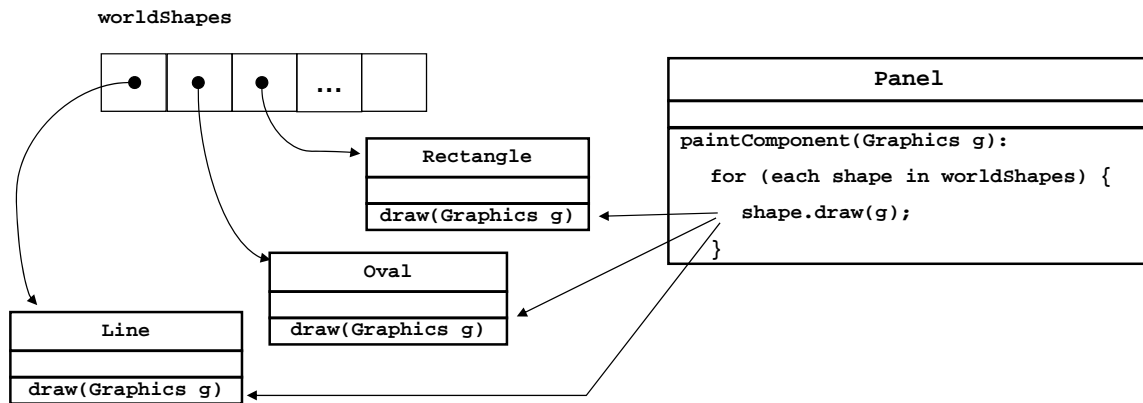 worldShapes
...
Panel
paintComponent(Graphics g):
for (each shape in worldShapes) {
shape.draw(g);
}
Rectangle
draw(Graphics g)
Oval
draw(Graphics g)
Line
draw(Graphics g)